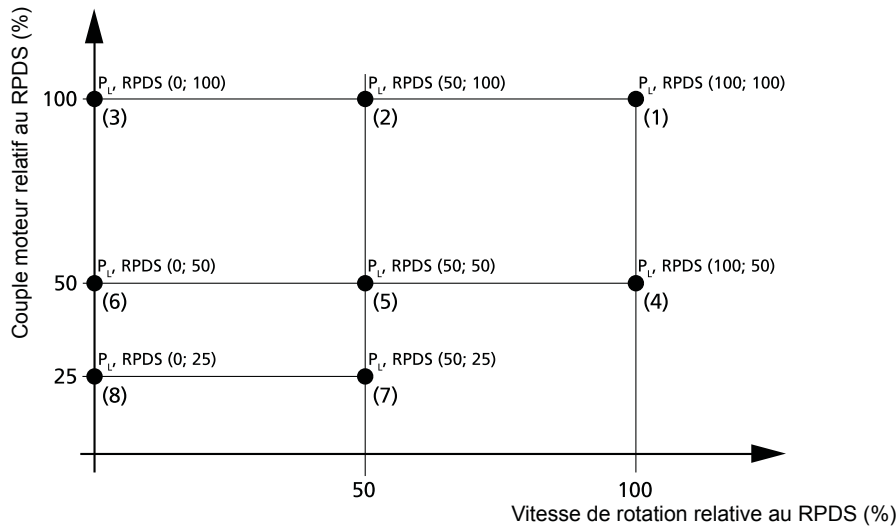 Couple moteur relatif au RPDS (%)
P_L, RPDS (0; 100)
P_L, RPDS (50; 100)
P_L, RPDS (100; 100)
100
(3)
(2)
(1)
P_L, RPDS (0; 50)
P_L, RPDS (50; 50)
P_L, RPDS (100; 50)
50
(6)
(5)
(4)
P_L, RPDS (0; 25)
P_L, RPDS (50; 25)
25
(8)
(7)
50
100
Vitesse de rotation relative au RPDS (%)